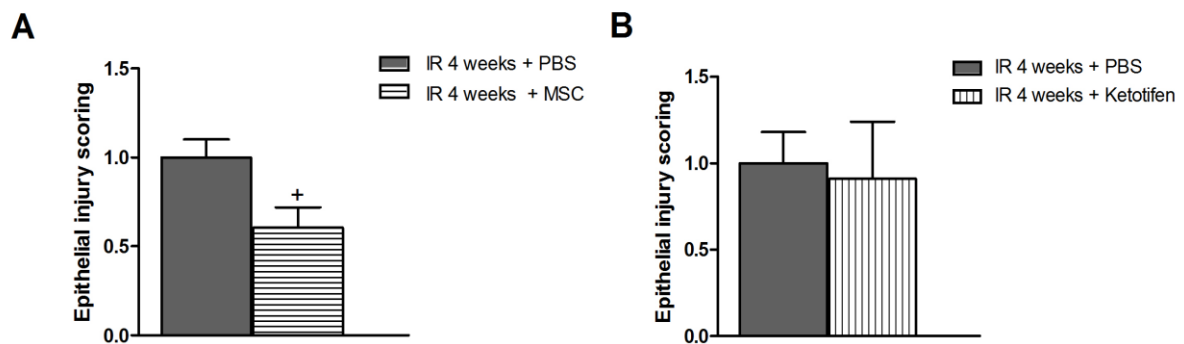 A
IR 4 weeks + PBS
IR 4 weeks + MSC
Epithelial injury scoring
1.5
1.0
0.5
0.0
+
B
IR 4 weeks + PBS
IR 4 weeks + Ketotifen
Epithelial injury scoring
1.5
1.0
0.5
0.0